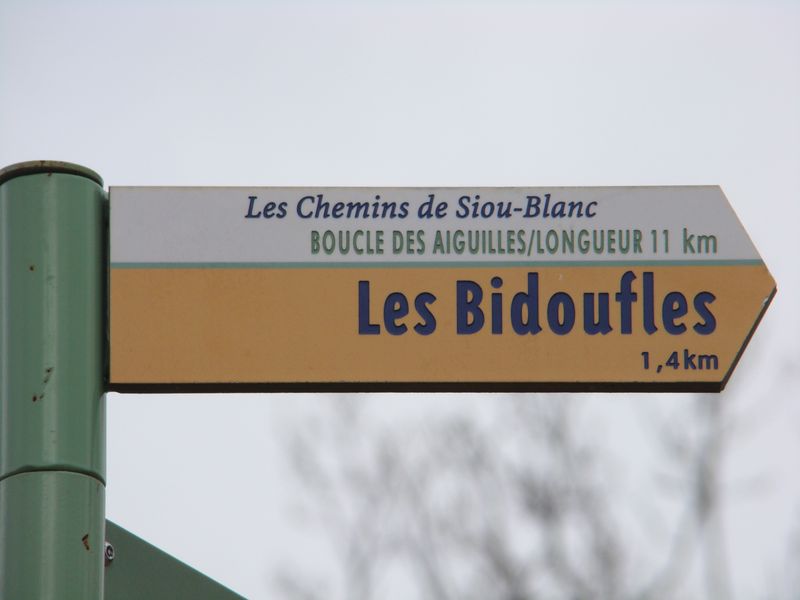 Les Chemins de Siou-Blanc
BOUCLE DES AIGUILLES/LONGUEUR 11 km
Les Bidoufles
1,4km